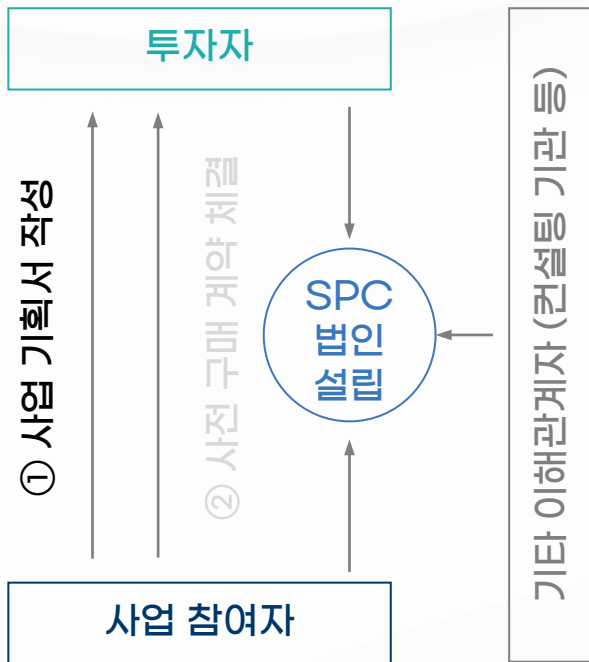 투자자
① 사업 기획서 작성
② 사전 구매 계약 체결
SPC
법인
설립
기타 이해관계자 (컨설팅 기관 등)
사업 참여자